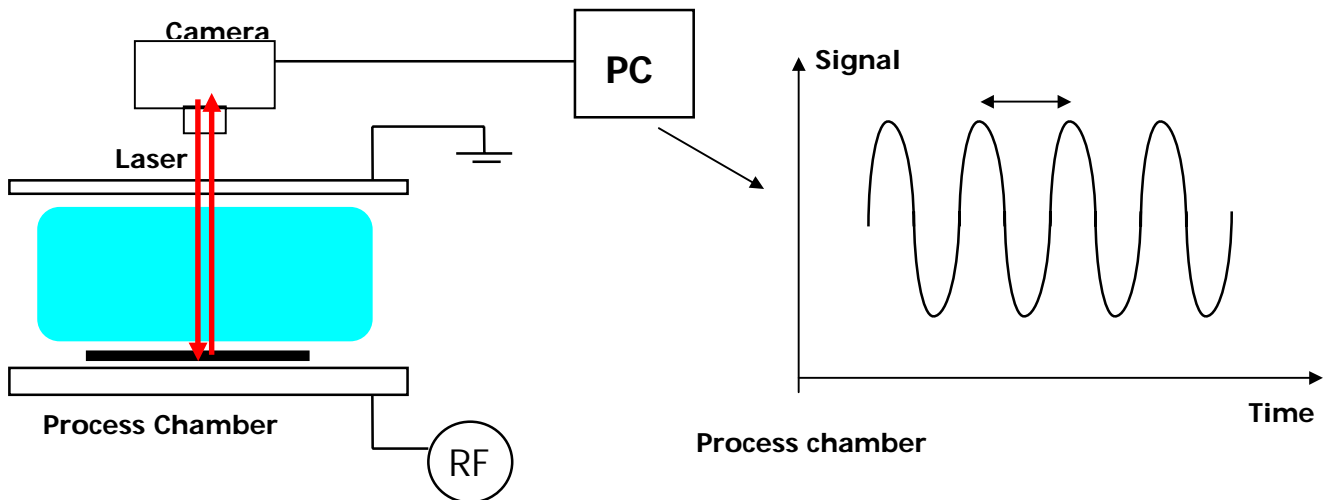 Camera
PC
Signal
Laser
Time
Process Chamber
Process chamber
RF